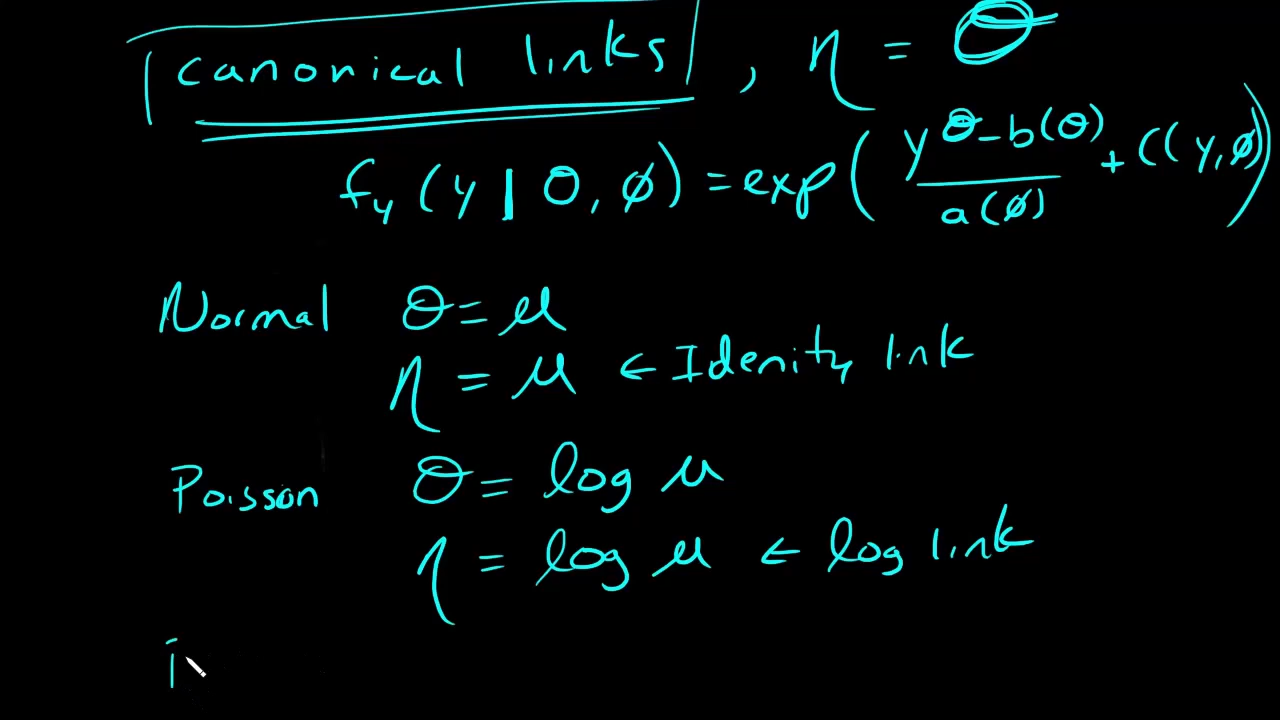 canonical links, η = θ
f_y(y | θ, ϕ) = exp( (yθ - b(θ)) / a(ϕ) + c(y, ϕ) )
Normal θ = μ
η = μ ← Idenity link
Poisson θ = log μ
η = log μ ← log link